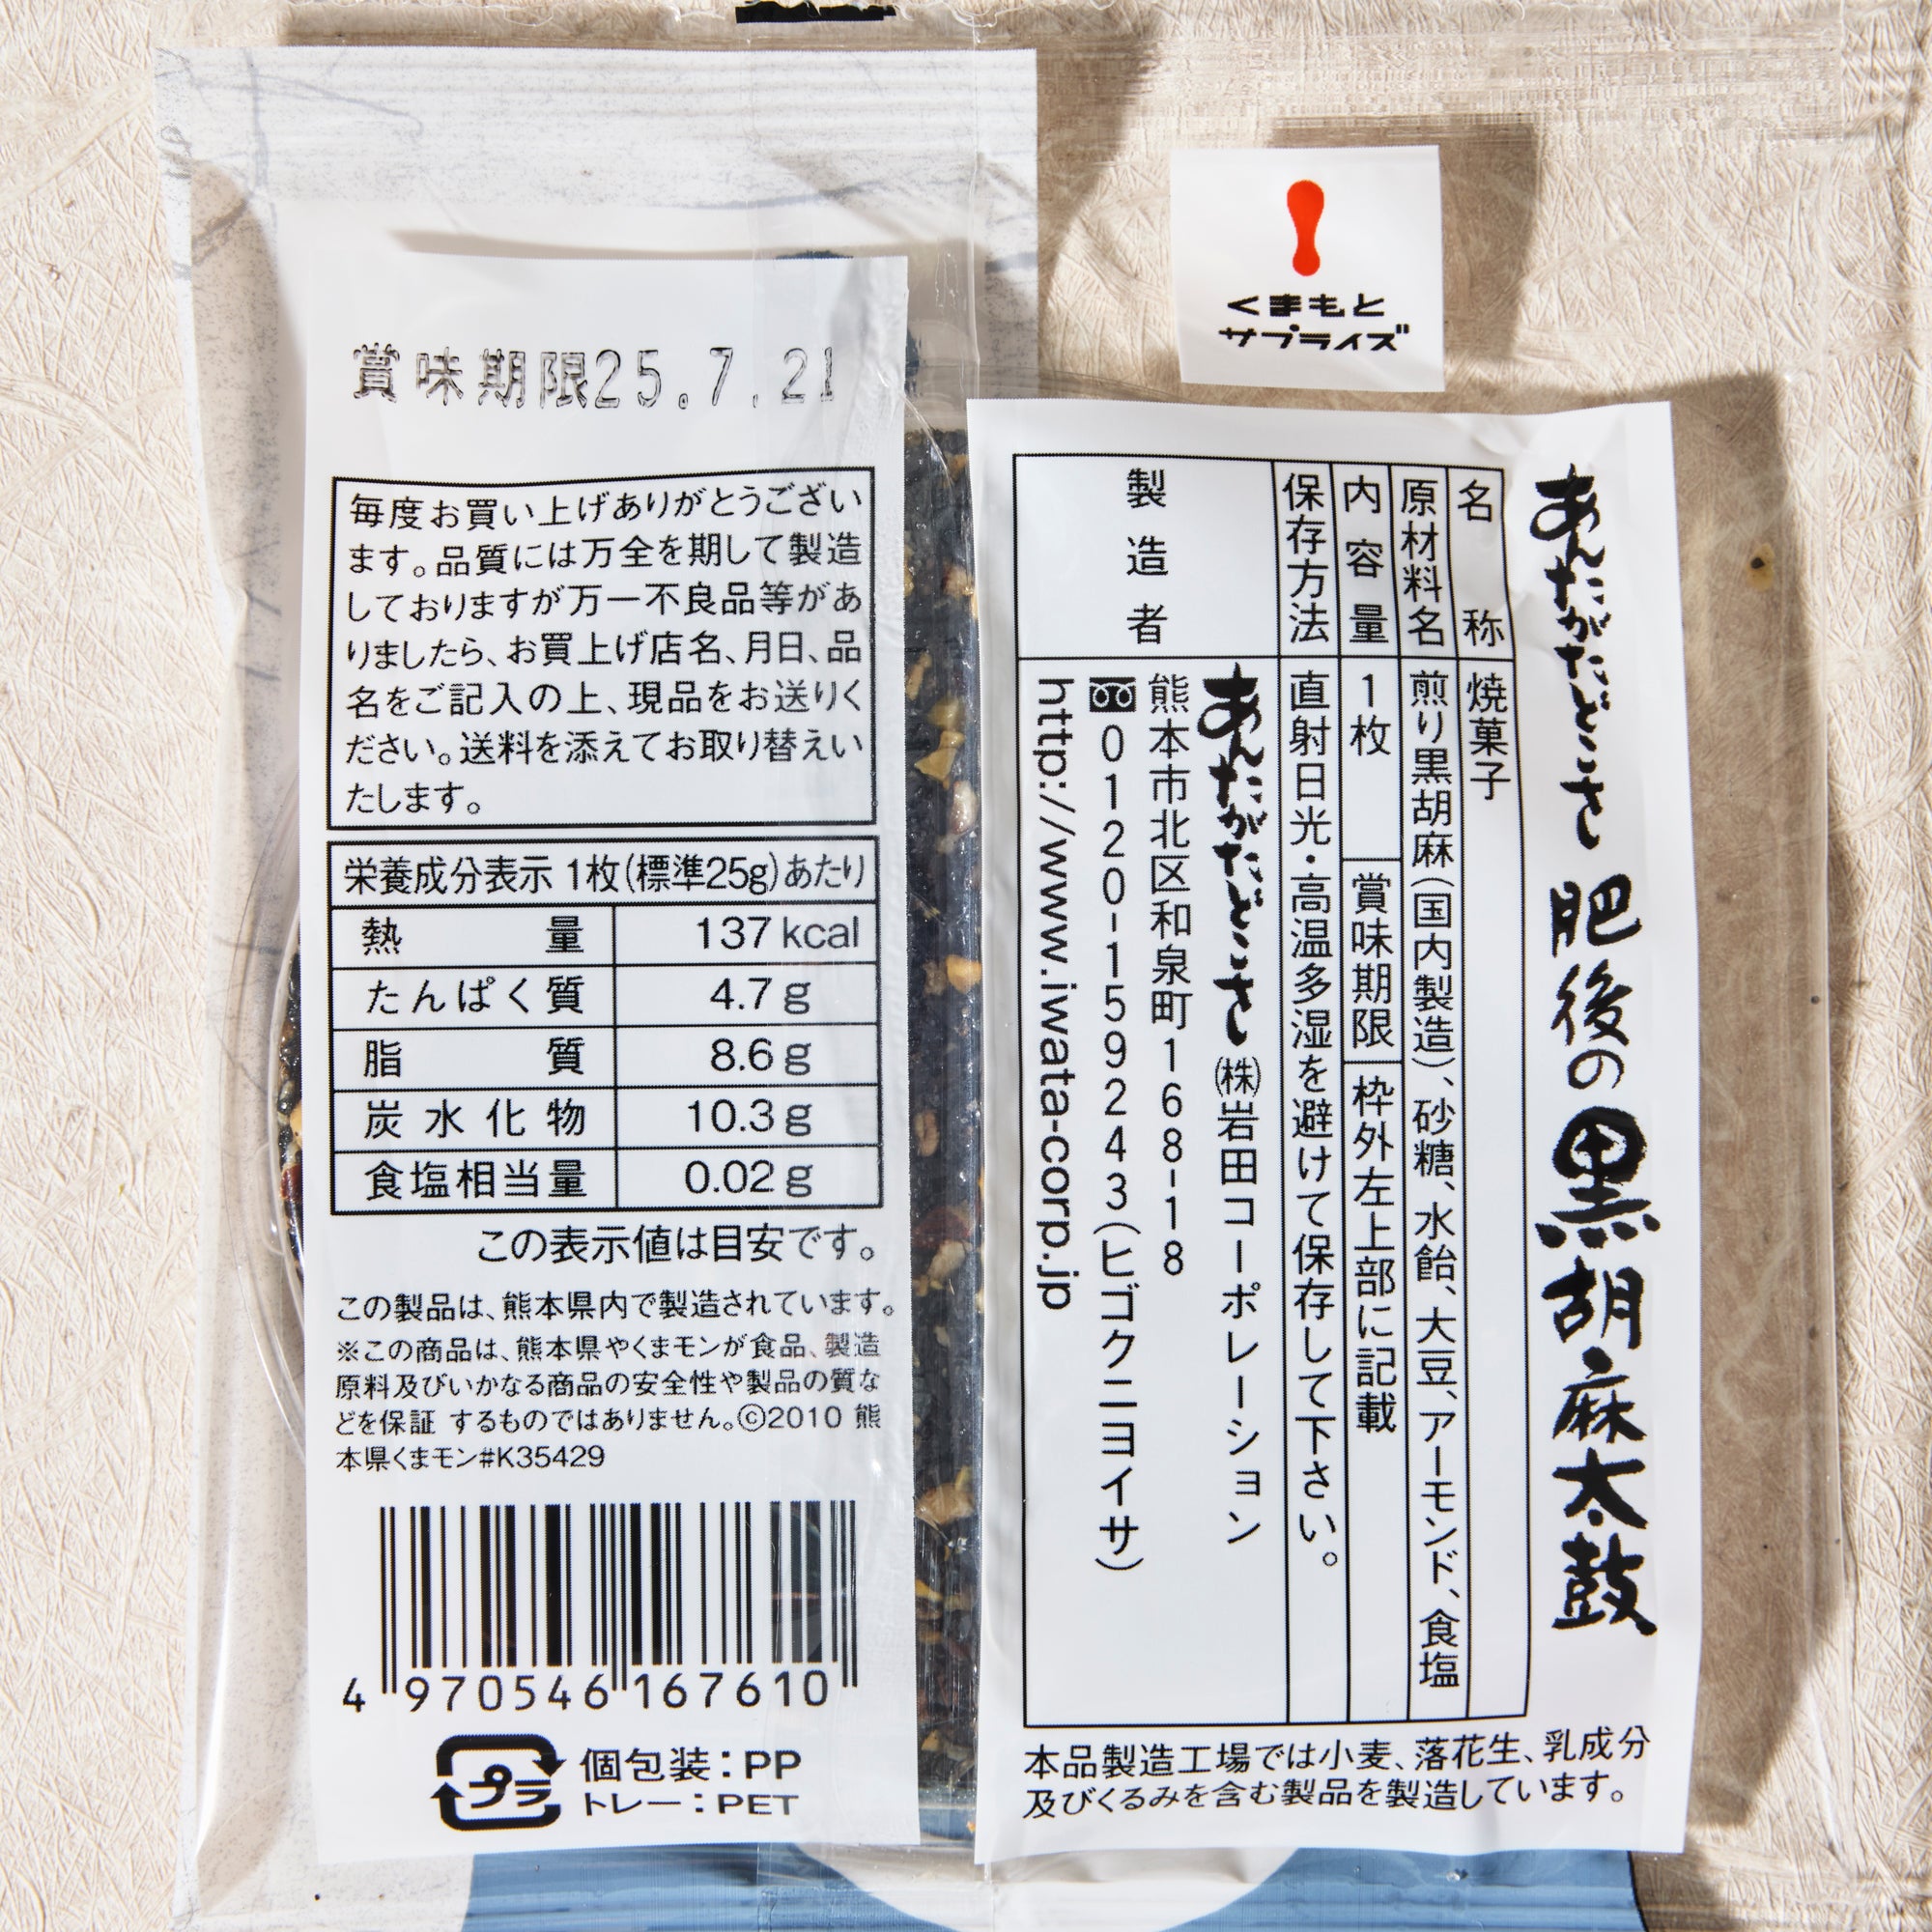 くまもと
サプライズ
賞味期限25.7.21
毎度お買い上げありがとうござい
ます。品質には万全を期して製造
しておりますが万一不良品等があ
りましたら、お買上げ店名、月日、品
名をご記入の上、現品をお送りく
ださい。送料を添えてお取り替えい
たします。
栄養成分表示 1枚(標準25g)あたり
熱量 137 kcal
たんぱく質 4.7 g
脂質 8.6 g
炭水化物 10.3 g
食塩相当量 0.02 g
この表示値は目安です。
この製品は、熊本県内で製造されています。
※この商品は、熊本県やくまモンが食品、製造
原料及びいかなる商品の安全性や製品の質な
どを保証 するものではありません。©2010 熊
本県くまモン#K35429
4 970546 167610
プラ
個包装：PP
トレー：PET
あんたがたどこさ 肥後の黒胡麻太鼓
名称 焼菓子
原材料名 煎り黒胡麻(国内製造)、砂糖、水飴、大豆、アーモンド、食塩
内容量 1枚 賞味期限 枠外左上部に記載
保存方法 直射日光・高温多湿を避けて保存して下さい。
製造者 あんたがたどこさ ㈱岩田コーポレーション
熊本市北区和泉町168-18
0120-159243(ヒゴクニヨイサ)
http://www.iwata-corp.jp
本品製造工場では小麦、落花生、乳成分
及びくるみを含む製品を製造しています。